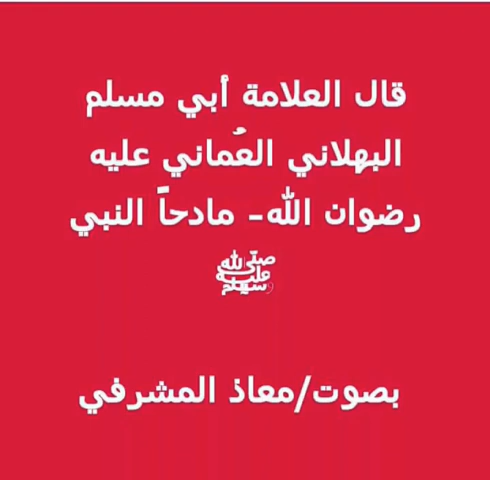 قال العلامة أبي مسلم
البهلاني العُماني عليه
رضوان الله- مادحاً النبي
ﷺ
بصوت/معاذ المشرفي